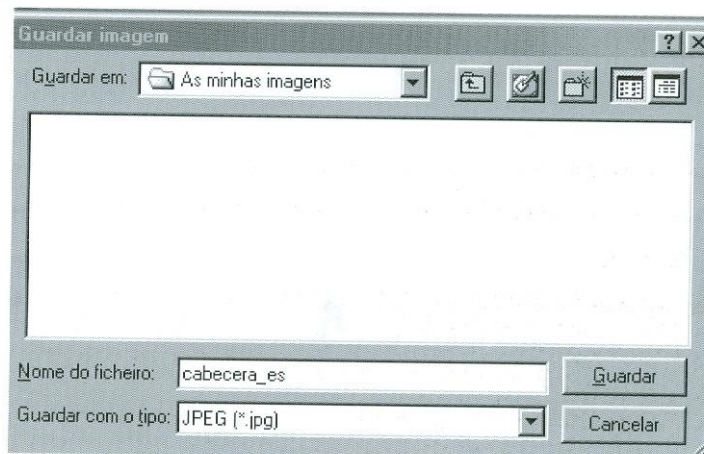 Guardar imagem
Guardar em: As minhas imagens
Nome do ficheiro: cabecera_es
Guardar
Guardar com o tipo: JPEG (*.jpg)
Cancelar